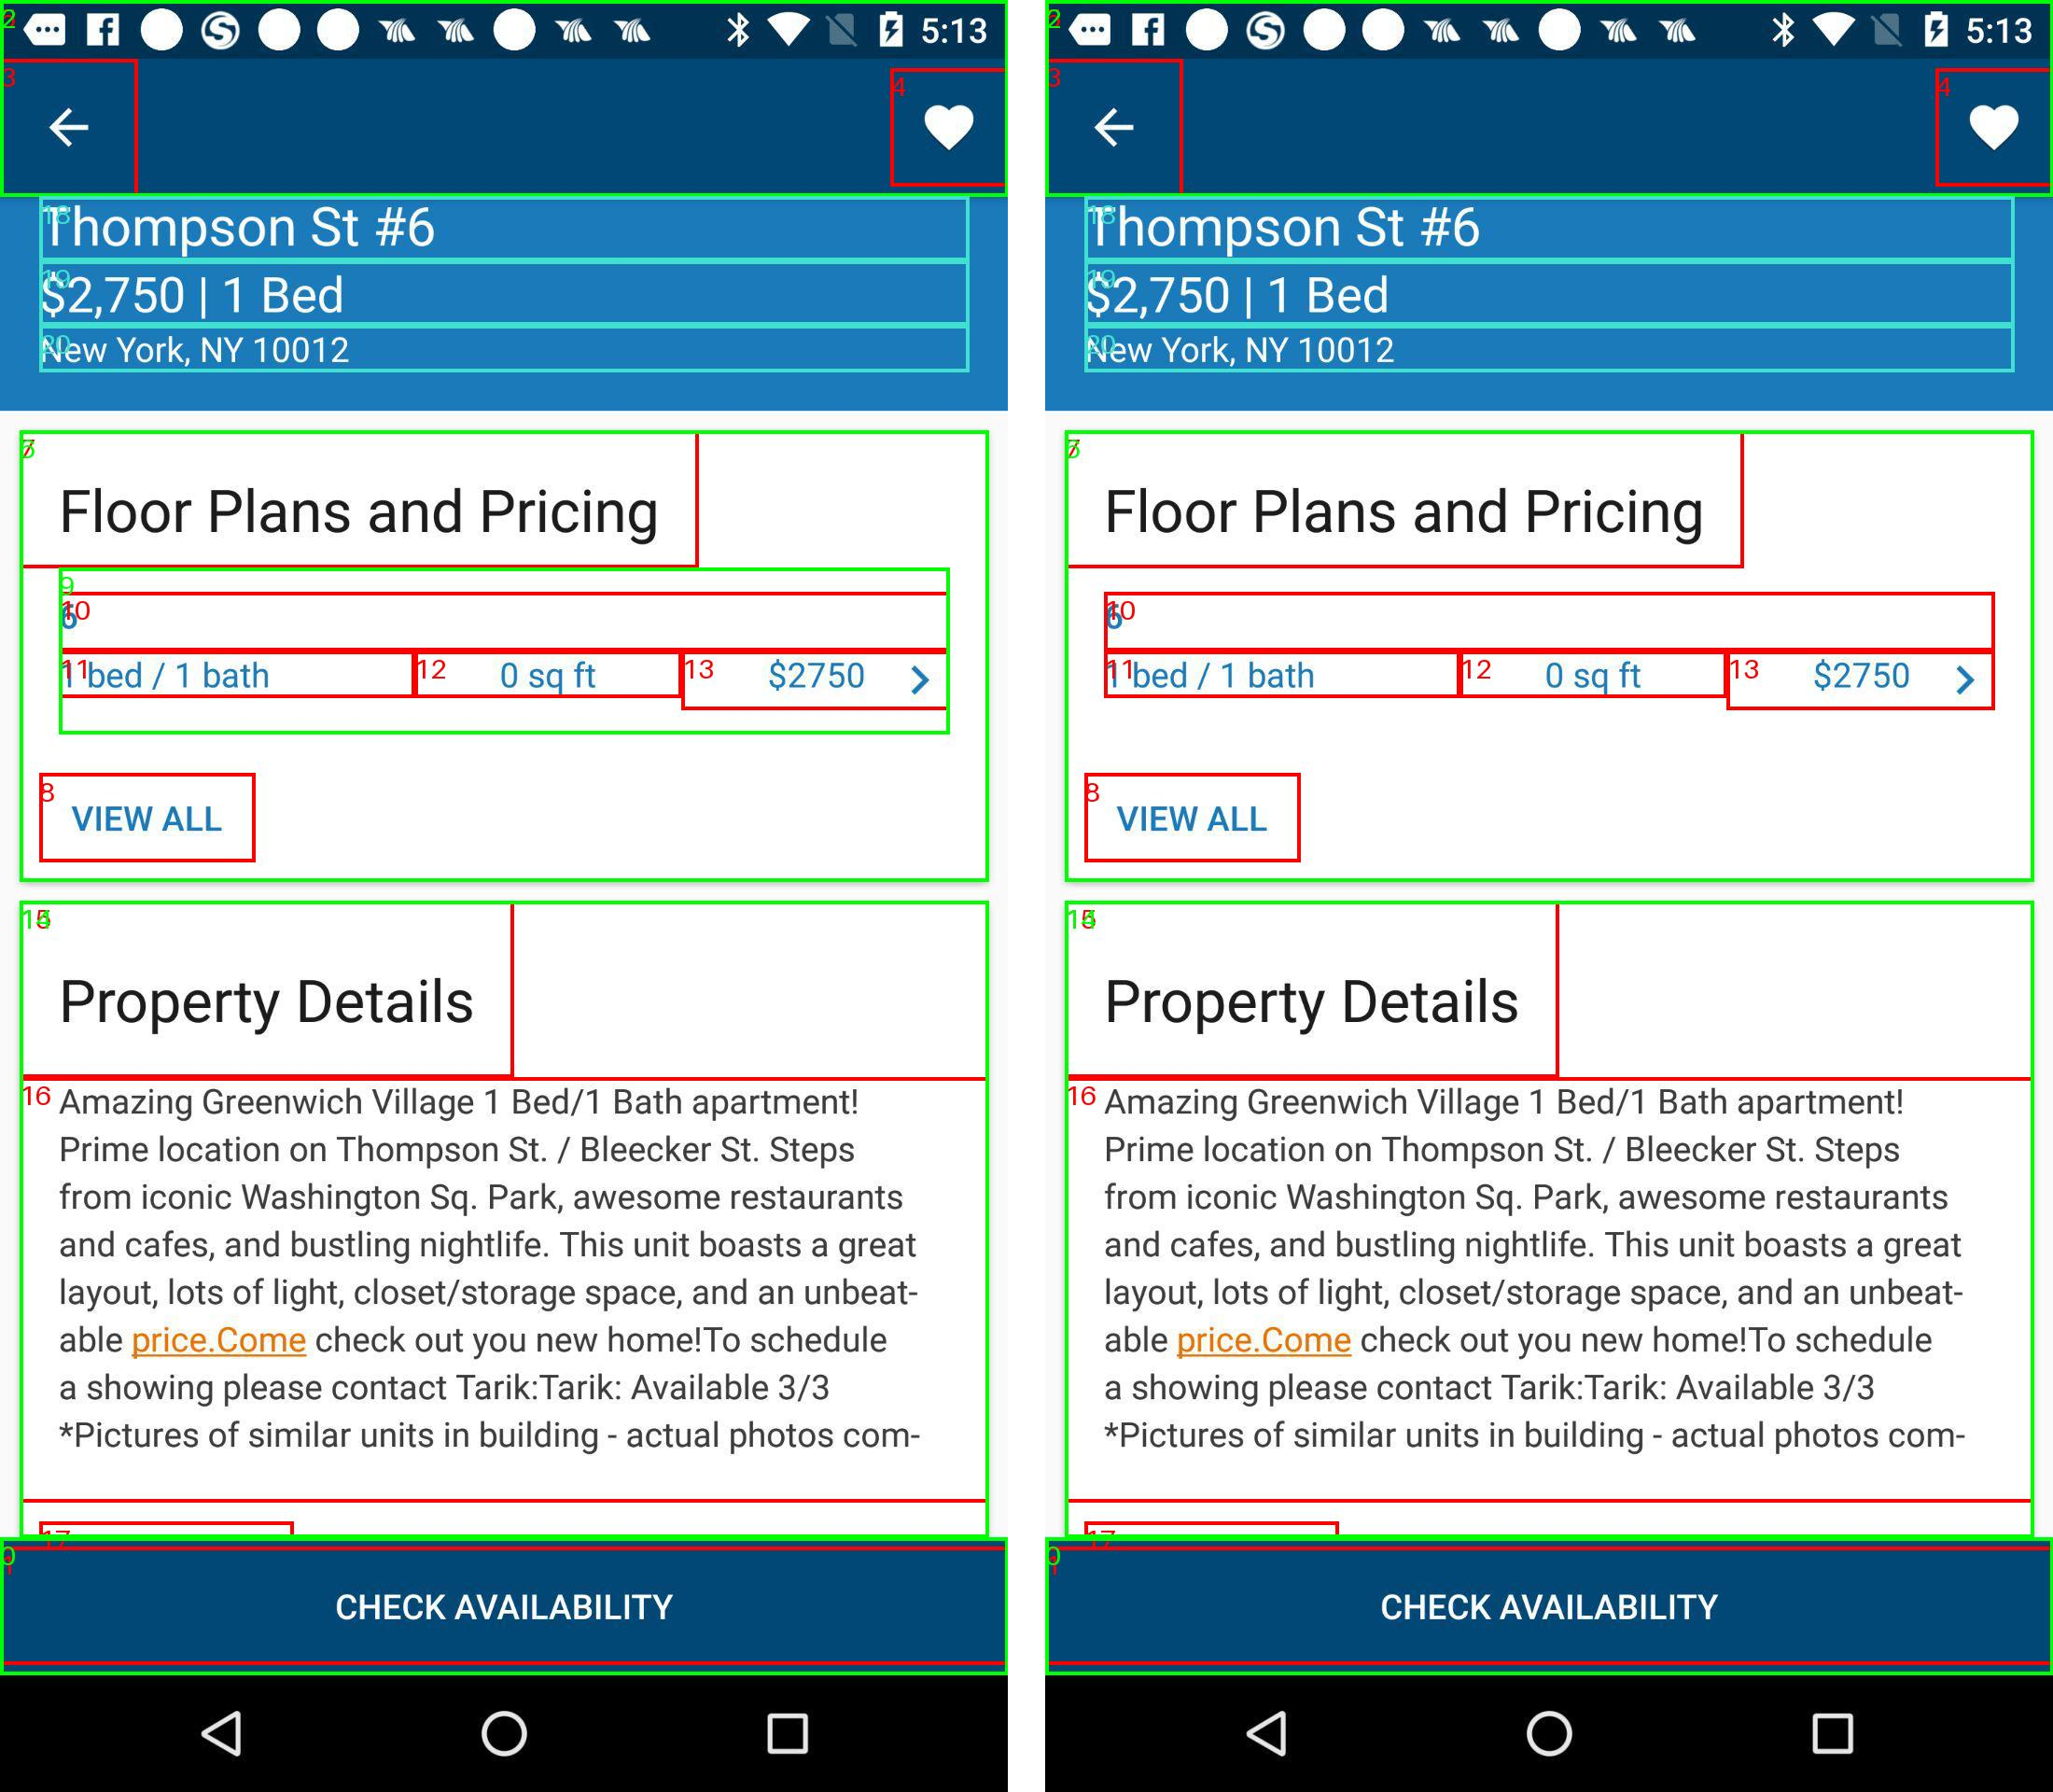 5:13
Thompson St #6
$2,750 | 1 Bed
New York, NY 10012
Floor Plans and Pricing
6
1 bed / 1 bath 0 sq ft $2750
VIEW ALL
Property Details
Amazing Greenwich Village 1 Bed/1 Bath apartment!
Prime location on Thompson St. / Bleecker St. Steps
from iconic Washington Sq. Park, awesome restaurants
and cafes, and bustling nightlife. This unit boasts a great
layout, lots of light, closet/storage space, and an unbeat-
able price.Come check out you new home!To schedule
a showing please contact Tarik:Tarik: Available 3/3
*Pictures of similar units in building - actual photos com-
CHECK AVAILABILITY
2
3
4
18
19
20
7
9
10
11
12
13
8
15
16
17
0
5:13
Thompson St #6
$2,750 | 1 Bed
New York, NY 10012
Floor Plans and Pricing
6
1 bed / 1 bath 0 sq ft $2750
VIEW ALL
Property Details
Amazing Greenwich Village 1 Bed/1 Bath apartment!
Prime location on Thompson St. / Bleecker St. Steps
from iconic Washington Sq. Park, awesome restaurants
and cafes, and bustling nightlife. This unit boasts a great
layout, lots of light, closet/storage space, and an unbeat-
able price.Come check out you new home!To schedule
a showing please contact Tarik:Tarik: Available 3/3
*Pictures of similar units in building - actual photos com-
CHECK AVAILABILITY
2
3
4
18
19
20
7
10
11
12
13
8
15
16
17
0